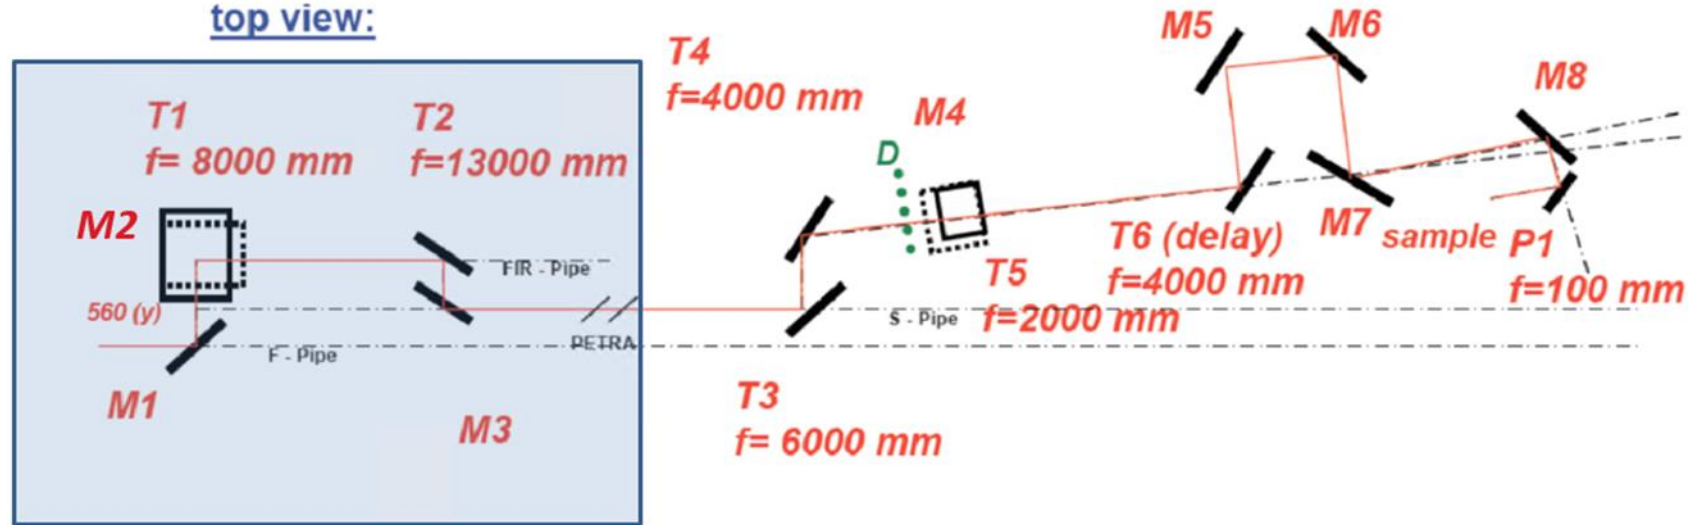 top view:
T1
f= 8000 mm
T2
f=13000 mm
M2
560 (y)
FIR - Pipe
F - Pipe
PETRA
M1
M3
T4
f=4000 mm
M4
D
T5
f=2000 mm
S - Pipe
T3
f= 6000 mm
M5
M6
M8
T6 (delay)
f=4000 mm
M7
sample
P1
f=100 mm